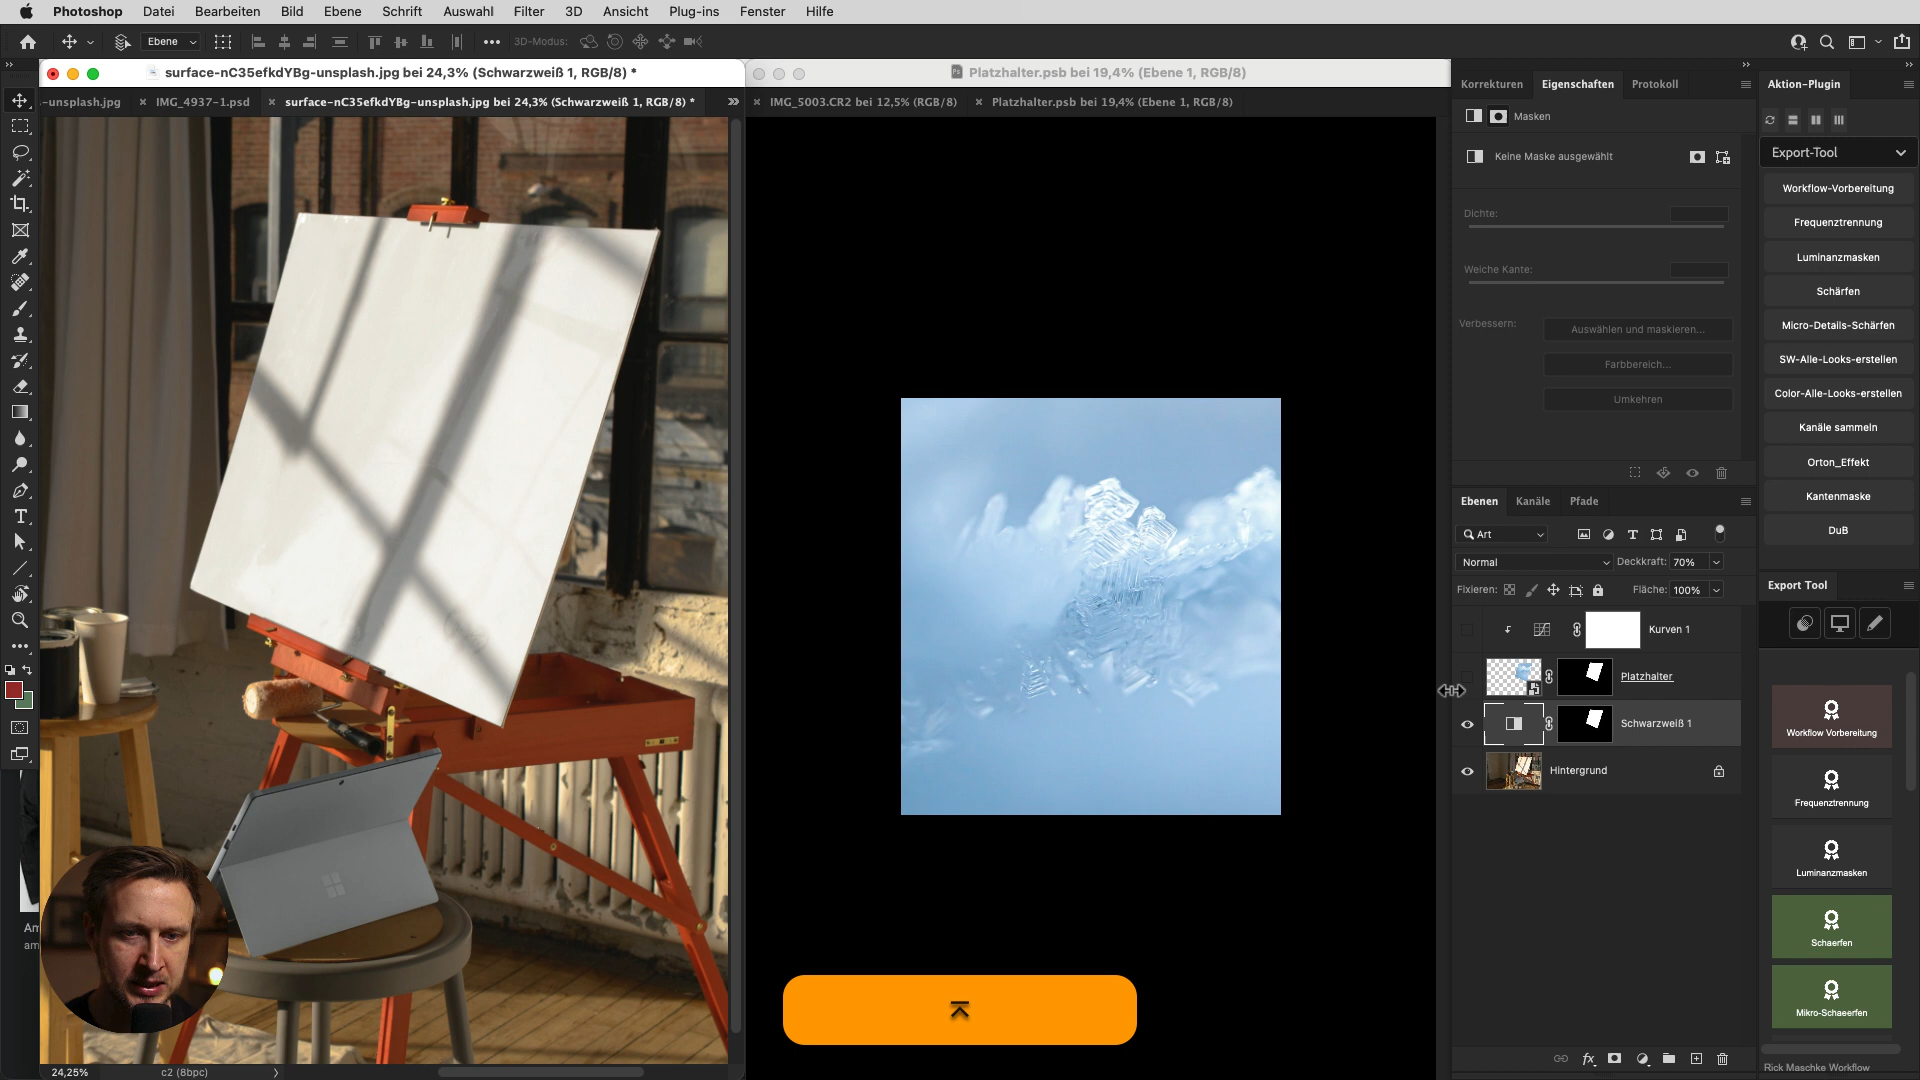 Photoshop Datei Bearbeiten Bild Ebene Schrift Auswahl Filter 3D Ansicht Plug-ins Fenster Hilfe
Ebene 3D-Modus:
surface-nC35efkdYBg-unsplash.jpg bei 24,3% (Schwarzweiß 1, RGB/8) *
Platzhalter.psb bei 19,4% (Ebene 1, RGB/8)
-unsplash.jpg IMG_4937-1.psd surface-nC35efkdYBg-unsplash.jpg bei 24,3% (Schwarzweiß 1, RGB/8) *
IMG_5003.CR2 bei 12,5% (RGB/8) Platzhalter.psb bei 19,4% (Ebene 1, RGB/8)
Korrekturen Eigenschaften Protokoll
Masken
Keine Maske ausgewählt
Dichte:
Weiche Kante:
Verbessern: Auswählen und maskieren...
Farbbereich...
Umkehren
Ebenen Kanäle Pfade
Art
Normal Deckkraft: 70%
Fixieren: Fläche: 100%
Kurven 1
Platzhalter
Schwarzweiß 1
Hintergrund
Aktion-Plugin
Export-Tool
Workflow-Vorbereitung
Frequenztrennung
Luminanzmasken
Schärfen
Micro-Details-Schärfen
SW-Alle-Looks-erstellen
Color-Alle-Looks-erstellen
Kanäle sammeln
Orton_Effekt
Kantenmaske
DuB
Export Tool
Workflow Vorbereitung
Frequenztrennung
Luminanzmasken
Schaerfen
Mikro-Schaeerfen
Rick Maschke Workflow
Am
am
24,25% c2 (8bpc)